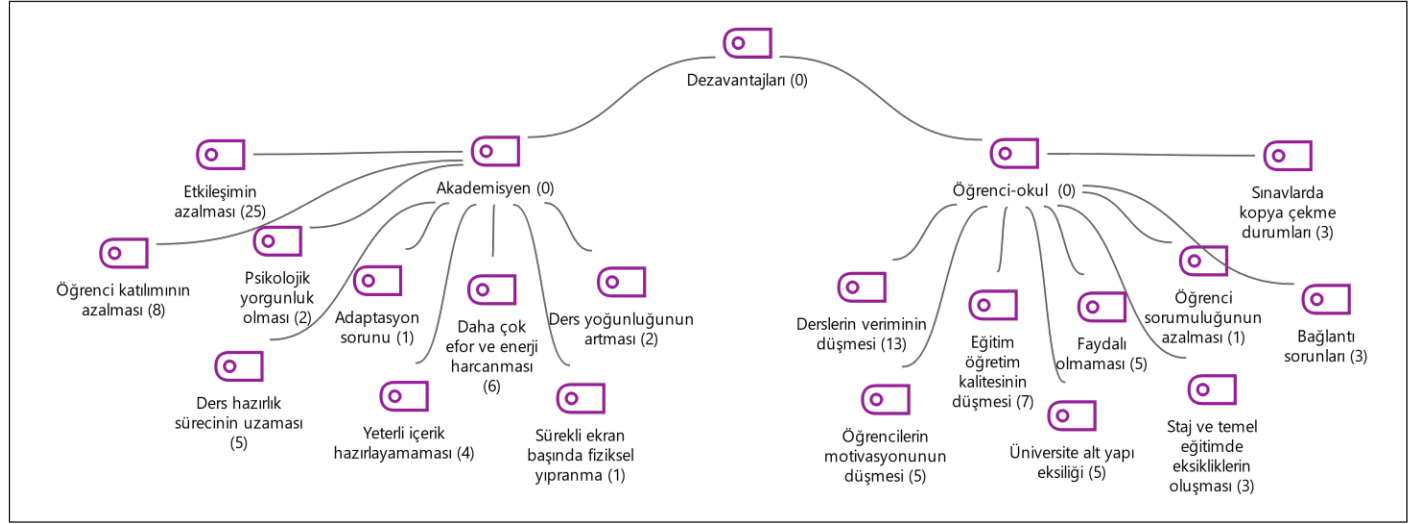 Dezavantajları (0)
Akademisyen (0)
Öğrenci-okul (0)
Etkileşimin
azalması (25)
Öğrenci katılımının
azalması (8)
Psikolojik
yorgunluk
olması (2)
Ders hazırlık
sürecinin uzaması
(5)
Adaptasyon
sorunu (1)
Yeterli içerik
hazırlayamaması (4)
Daha çok
efor ve enerji
harcanması
(6)
Sürekli ekran
başında fiziksel
yıpranma (1)
Ders yoğunluğunun
artması (2)
Derslerin veriminin
düşmesi (13)
Öğrencilerin
motivasyonunun
düşmesi (5)
Eğitim
öğretim
kalitesinin
düşmesi (7)
Üniversite alt yapı
eksiliği (5)
Faydalı
olmaması (5)
Staj ve temel
eğitimde
eksikliklerin
oluşması (3)
Öğrenci
sorumuluğunun
azalması (1)
Bağlantı
sorunları (3)
Sınavlarda
kopya çekme
durumları (3)